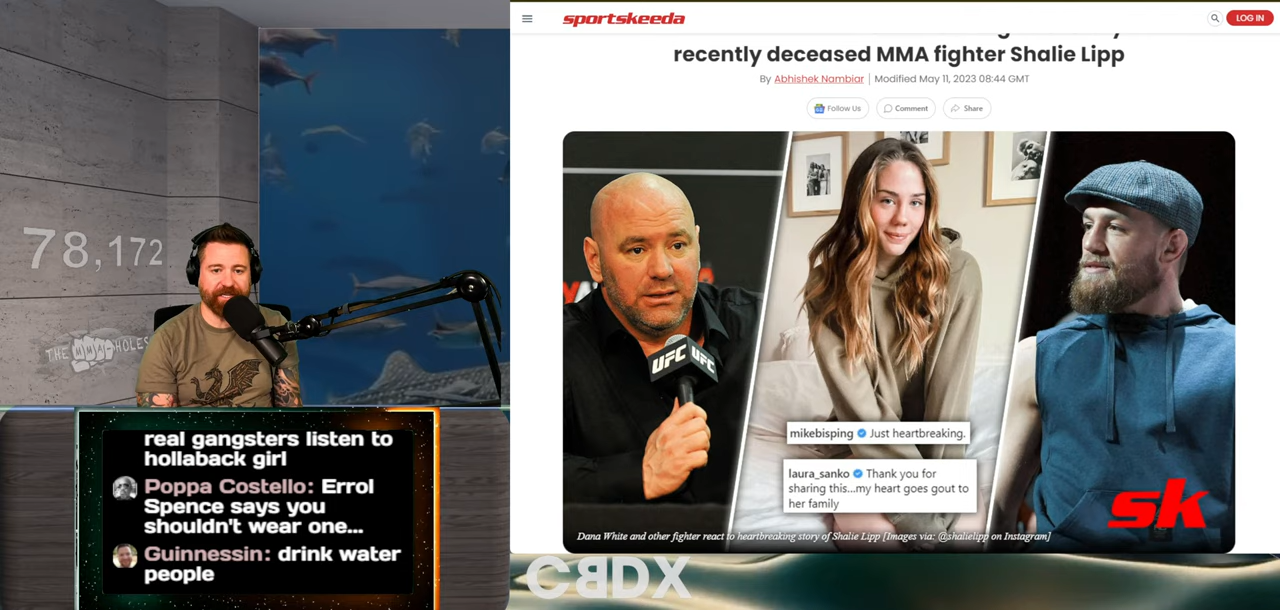 78,172
THE MMA HOLES
real gangsters listen to
hollaback girl
Poppa Costello: Errol
Spence says you
shouldn't wear one...
Guinnessin: drink water
people
sportskeeda
LOG IN
recently deceased MMA fighter Shalie Lipp
By Abhishek Nambiar | Modified May 11, 2023 08:44 GMT
Follow Us
Comment
Share
UFC UFC
mikebisping Just heartbreaking.
laura_sanko Thank you for
sharing this...my heart goes gout to
her family
sk
Dana White and other fighter react to heartbreaking story of Shalie Lipp [Images via: @shalielipp on Instagram]
CBDX